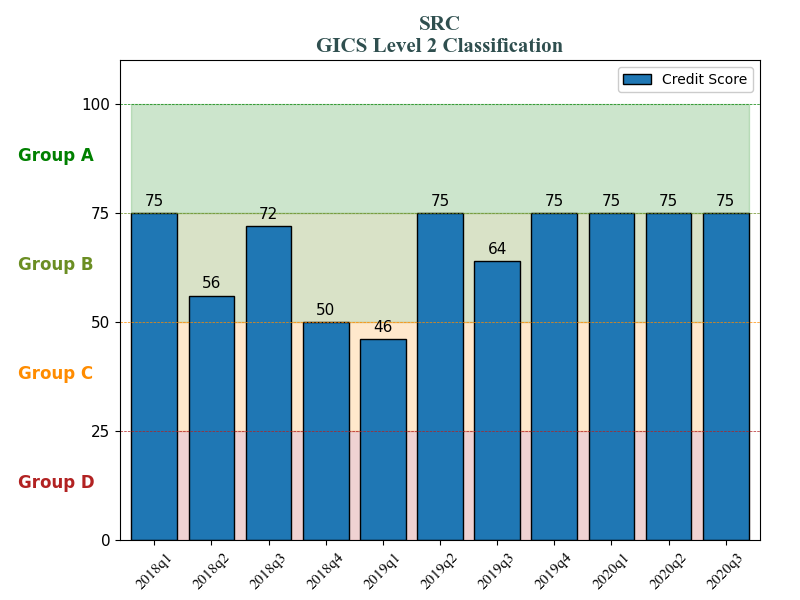 SRC
GICS Level 2 Classification
Credit Score
100
Group A
75 75 75 75 75 75
75
72
Group B
64
56
50
50
46
Group C
25
Group D
0
2018q1 2018q2 2018q3 2018q4 2019q1 2019q2 2019q3 2019q4 2020q1 2020q2 2020q3